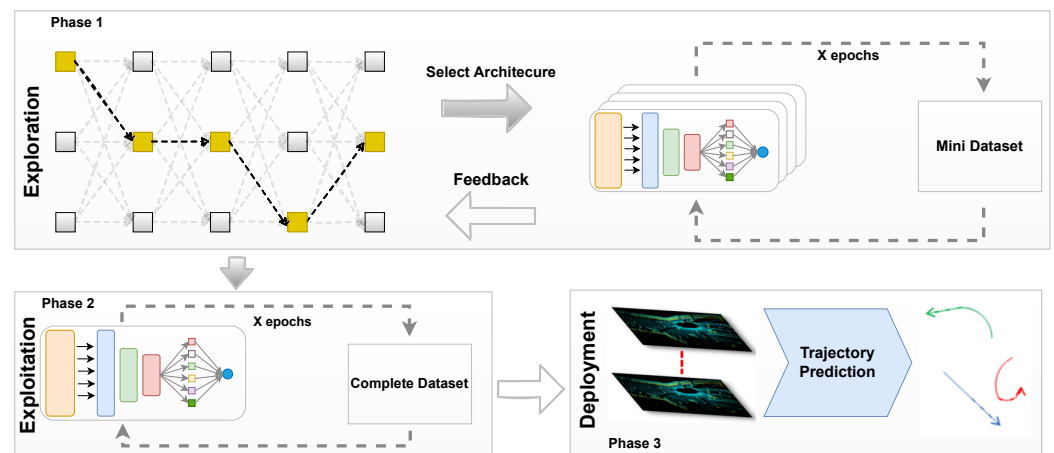 Phase 1
Exploration
Select Architecure
Feedback
X epochs
Mini Dataset
Phase 2
Exploitation
X epochs
Complete Dataset
Deployment
Trajectory
Prediction
Phase 3